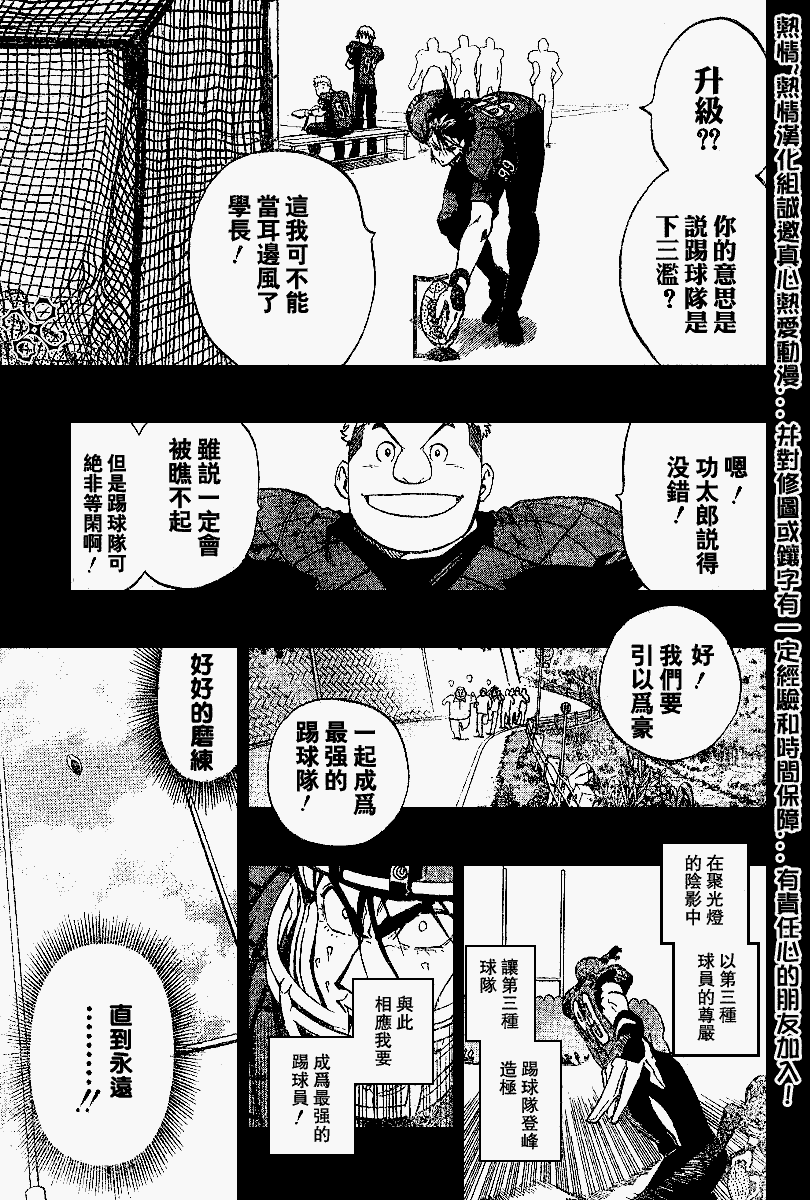 升級??
你的意思是
說踢球隊是
下三濫?
這我可不能
當耳邊風了
學長!
嗯!
功太郎說得
没錯!
雖說一定會
被瞧不起
但是踢球隊可
絕非等閑啊!
好!
我們要
引以爲豪
一起成爲
最强的
踢球隊!
好好的磨練
直到永遠
………!!
在聚光燈
的陰影中
以第三種
球員的尊嚴
讓第三種
球隊
踢球隊登峰
造極
與此
相應我要
成爲最强的
踢球員!
熱情,熱情漢化組誠邀真心熱愛動漫...并對修圖或鑲字有一定經驗和時間保障...有責任心的朋友加入!